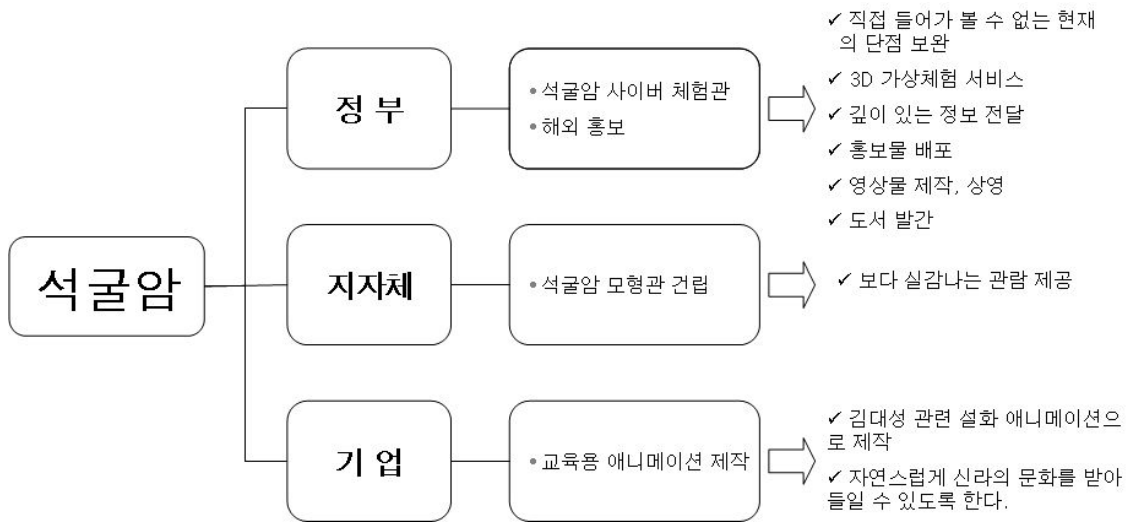 석굴암
정 부
• 석굴암 사이버 체험관
• 해외 홍보
✓ 직접 들어가 볼 수 없는 현재
의 단점 보완
✓ 3D 가상체험 서비스
✓ 깊이 있는 정보 전달
✓ 홍보물 배포
✓ 영상물 제작, 상영
✓ 도서 발간
지자체
• 석굴암 모형관 건립
✓ 보다 실감나는 관람 제공
기 업
• 교육용 애니메이션 제작
✓ 김대성 관련 설화 애니메이션으
로 제작
✓ 자연스럽게 신라의 문화를 받아
들일 수 있도록 한다.